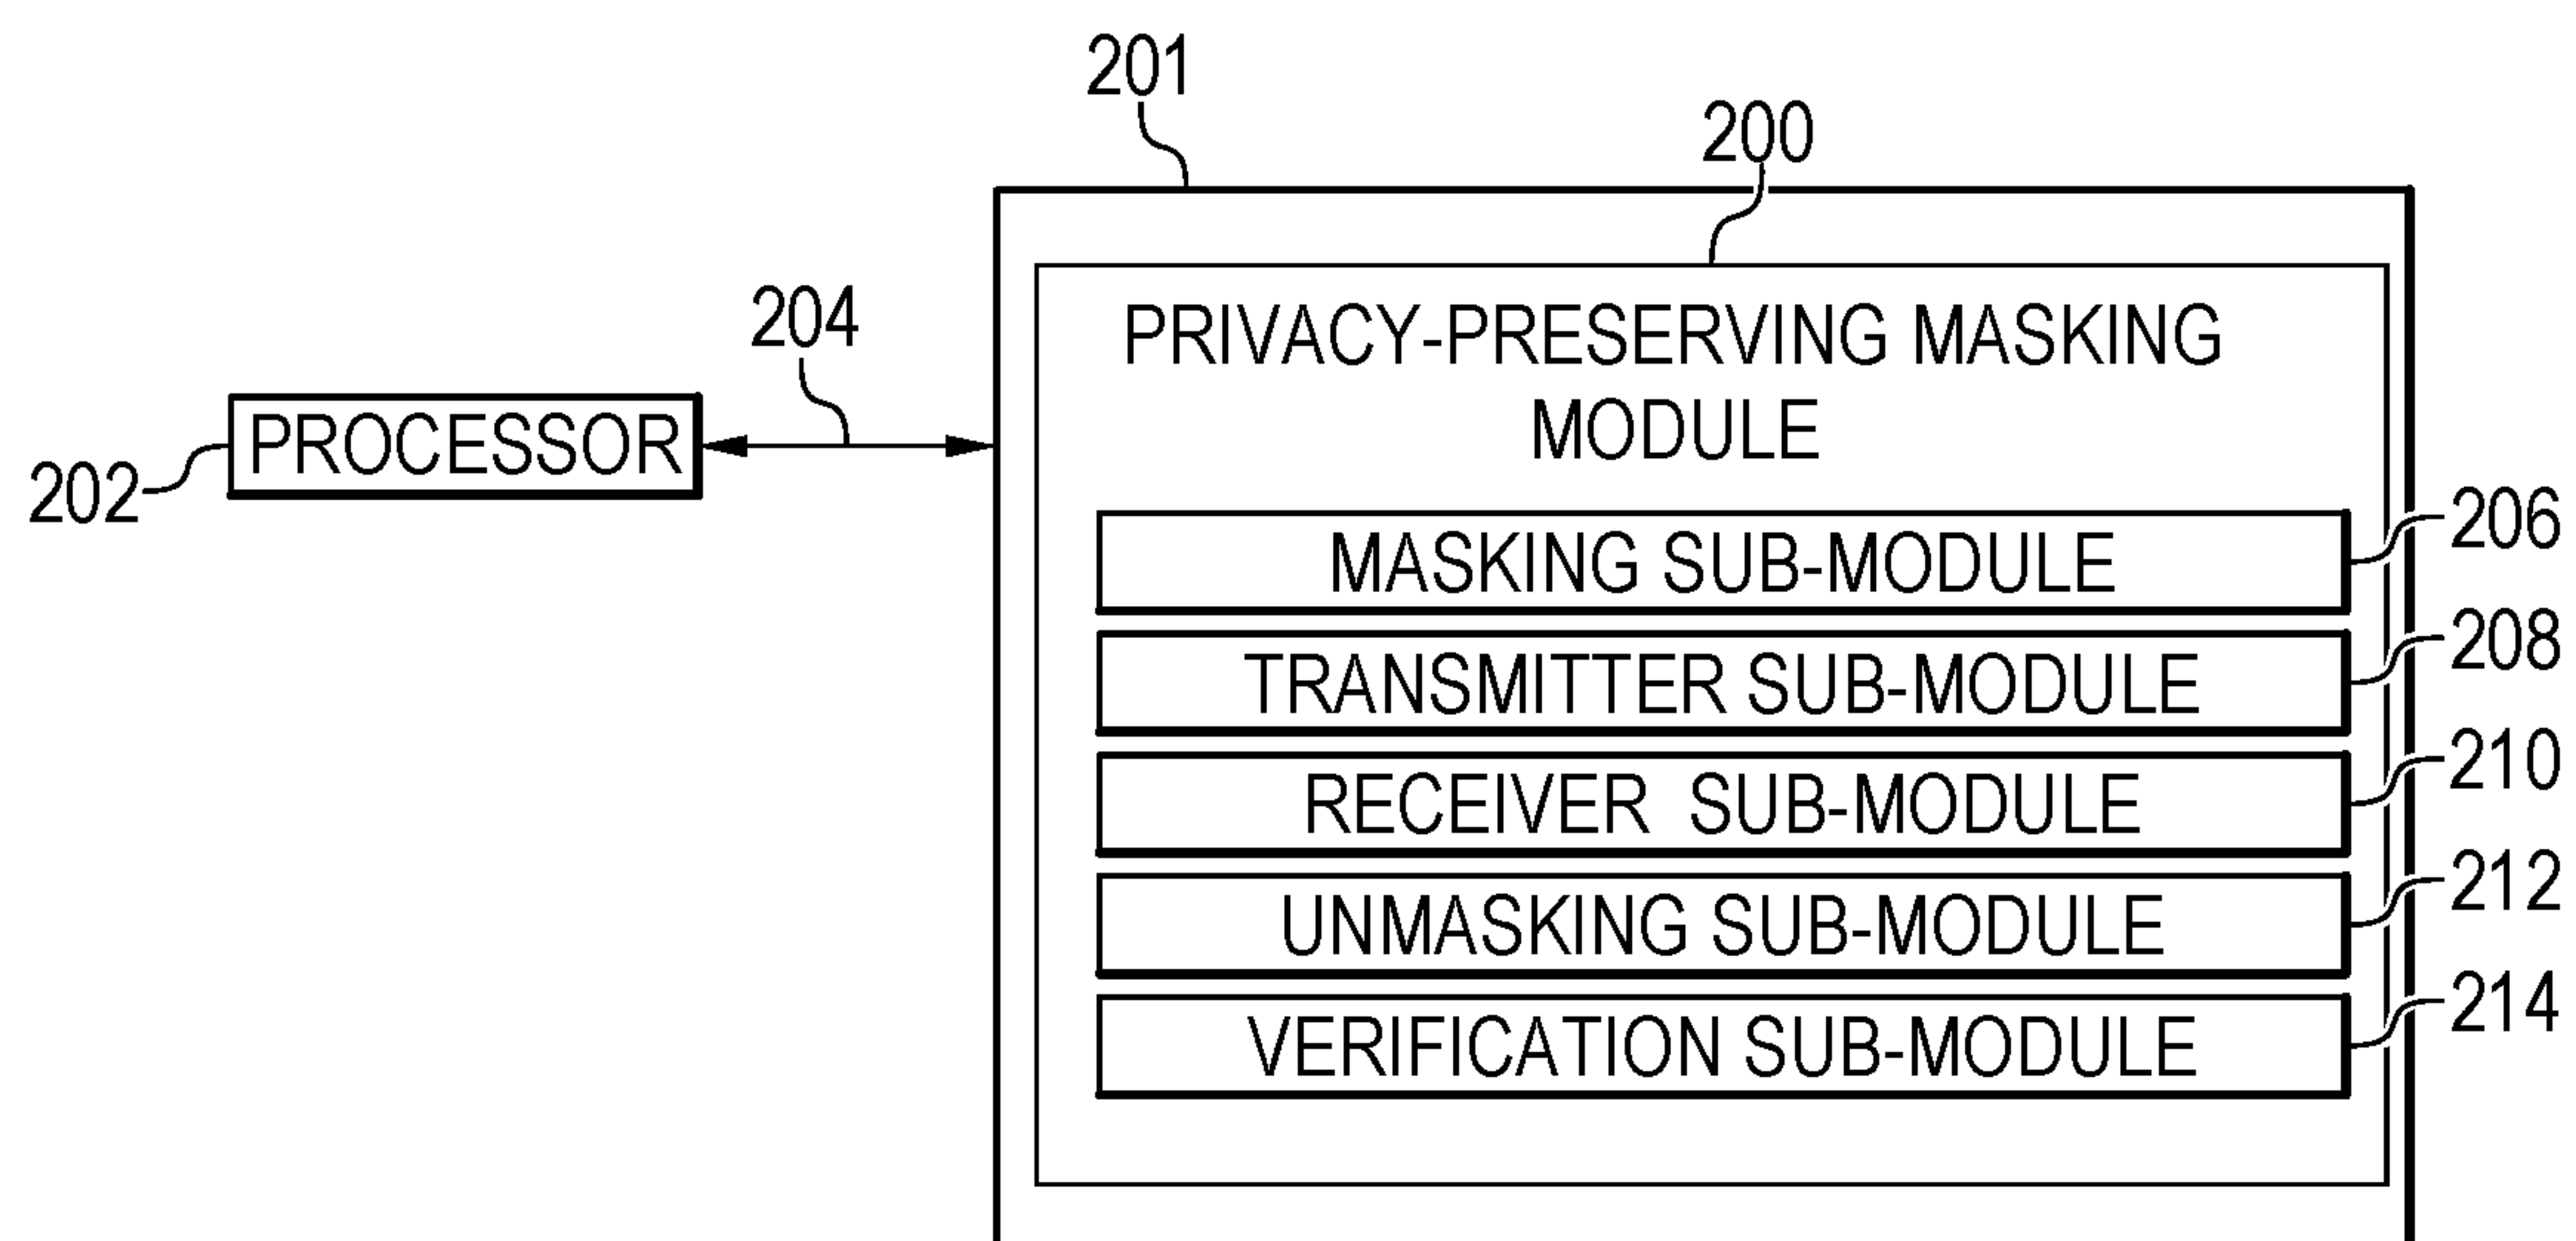 201
200
PRIVACY-PRESERVING MASKING
MODULE
204
PROCESSOR
202
MASKING SUB-MODULE
206
TRANSMITTER SUB-MODULE
208
RECEIVER SUB-MODULE
210
UNMASKING SUB-MODULE
212
VERIFICATION SUB-MODULE
214